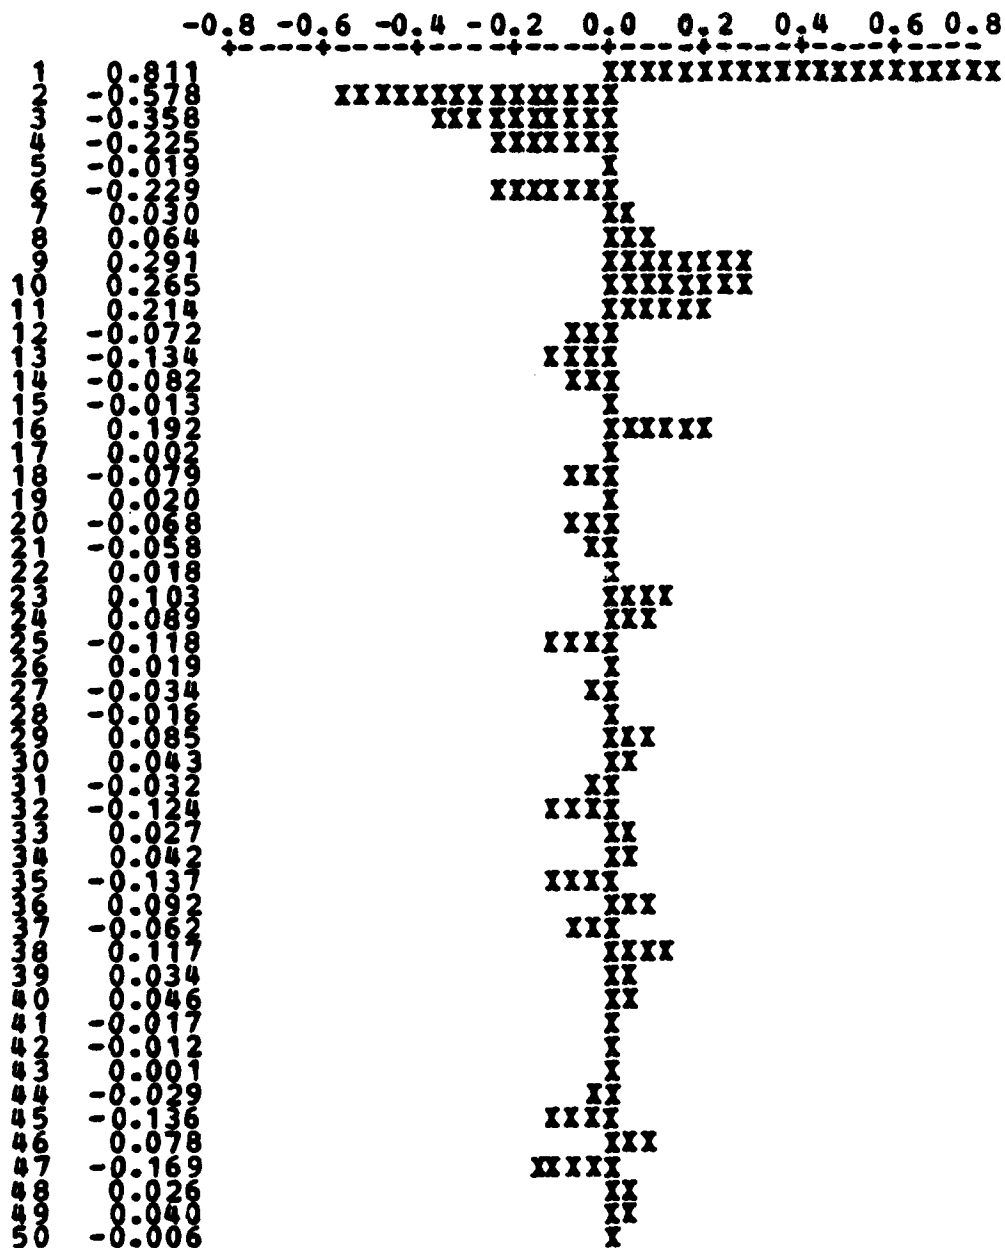 -0.8 -0.6 -0.4 -0.2 0.0 0.2 0.4 0.6 0.8
+----+----+----+----+----+----+----+----
1 0.811 XXXXXXXXXXXXXXXXXXXXX
2 -0.578 XXXXXXXXXXXXXXX
3 -0.358 XXXXXXXXXX
4 -0.225 XXXXXXX
5 -0.019 X
6 -0.229 XXXXXXX
7 0.030 XX
8 0.064 XXX
9 0.291 XXXXXXXX
10 0.265 XXXXXXXX
11 0.214 XXXXXX
12 -0.072 XXX
13 -0.134 XXXX
14 -0.082 XXX
15 -0.013 X
16 0.192 XXXXXX
17 0.002 X
18 -0.079 XXX
19 0.020 X
20 -0.068 XXX
21 -0.058 XX
22 0.018 X
23 0.103 XXXX
24 0.089 XXX
25 -0.118 XXXX
26 0.019 X
27 -0.034 XX
28 -0.016 X
29 0.085 XXX
30 0.043 XX
31 -0.032 XX
32 -0.124 XXXX
33 0.027 XX
34 0.042 XX
35 -0.137 XXXX
36 0.092 XXX
37 -0.062 XXX
38 0.117 XXXX
39 0.034 XX
40 0.046 XX
41 -0.017 X
42 -0.012 X
43 0.001 X
44 -0.029 XX
45 -0.136 XXXX
46 0.078 XXX
47 -0.169 XXXXX
48 0.026 XX
49 0.040 XX
50 -0.006 X